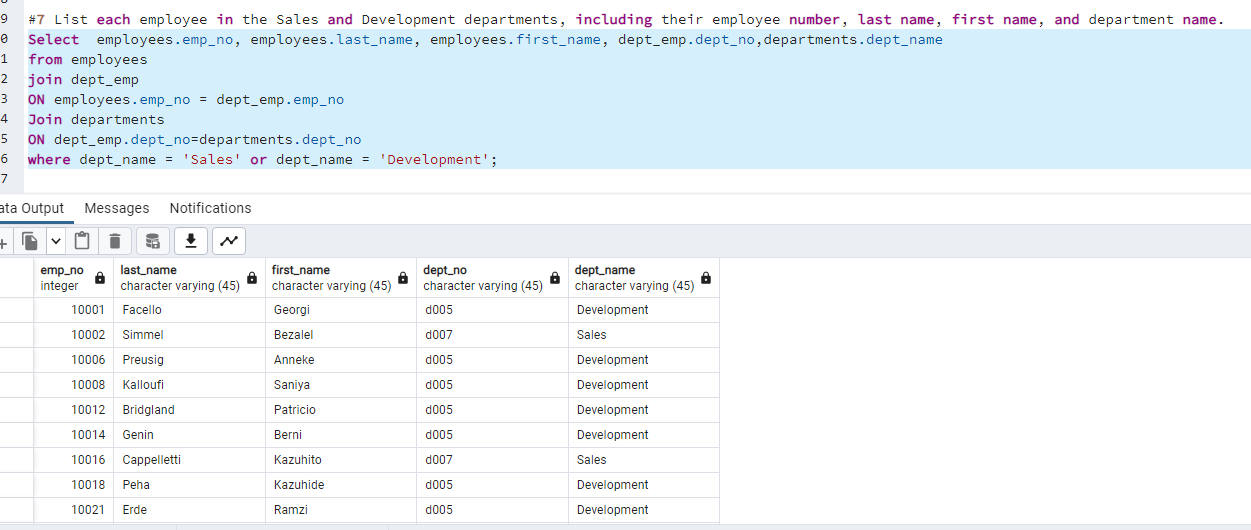 9 #7 List each employee in the Sales and Development departments, including their employee number, last name, first name, and department name.
0 Select  employees.emp_no, employees.last_name, employees.first_name, dept_emp.dept_no,departments.dept_name
1 from employees
2 join dept_emp
3 ON employees.emp_no = dept_emp.emp_no
4 Join departments
5 ON dept_emp.dept_no=departments.dept_no
6 where dept_name = 'Sales' or dept_name = 'Development';
7
ata Output Messages Notifications
emp_no last_name first_name dept_no dept_name
integer character varying (45) character varying (45) character varying (45) character varying (45)
10001 Facello Georgi d005 Development
10002 Simmel Bezalel d007 Sales
10006 Preusig Anneke d005 Development
10008 Kalloufi Saniya d005 Development
10012 Bridgland Patricio d005 Development
10014 Genin Berni d005 Development
10016 Cappelletti Kazuhito d007 Sales
10018 Peha Kazuhide d005 Development
10021 Erde Ramzi d005 Development